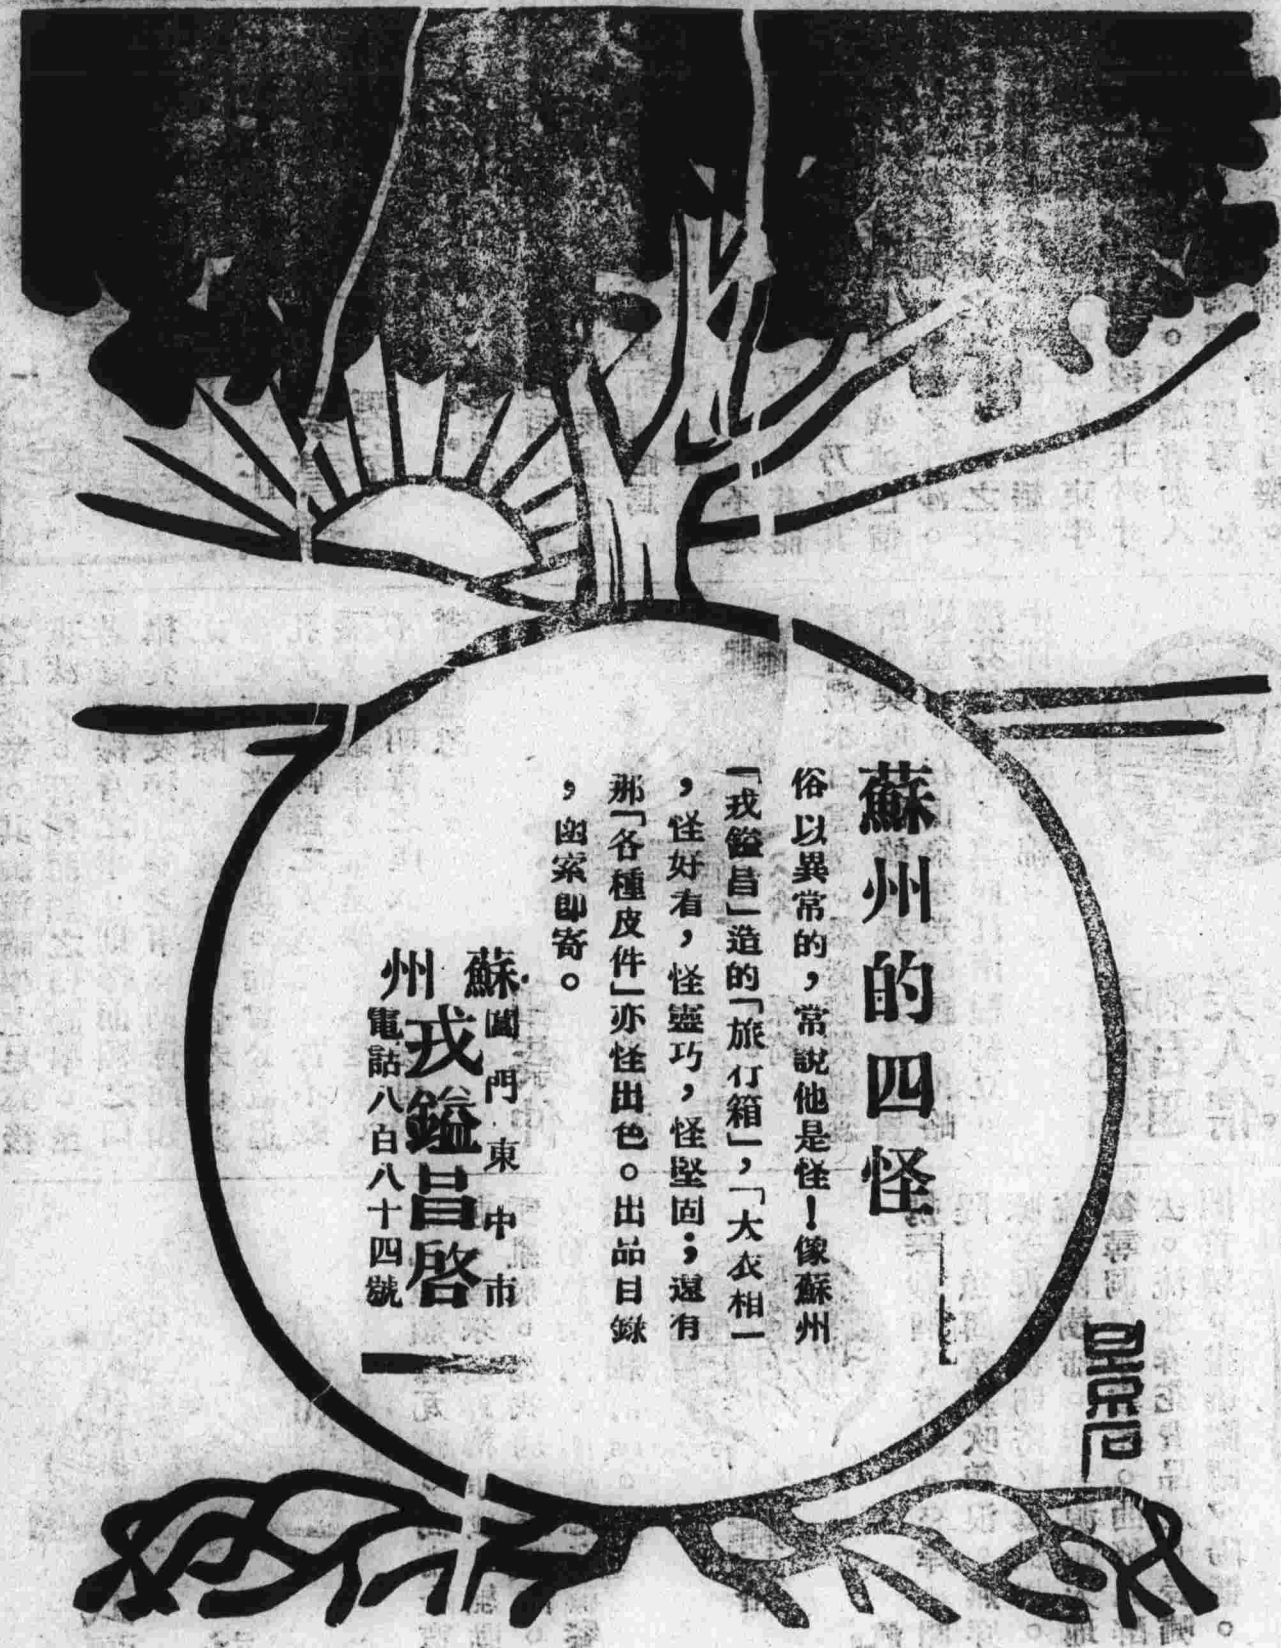 蘇州的四怪
俗以異常的，常說他是怪！像蘇州
「戎鎰昌」造的「旅行箱」，「大衣相」
，怪好看，怪靈巧，怪堅固；還有
那「各種皮件」亦怪出色。出品目錄
，函索即寄。
蘇州
閶門東中市
戎鎰昌啓
電話八百八十四號